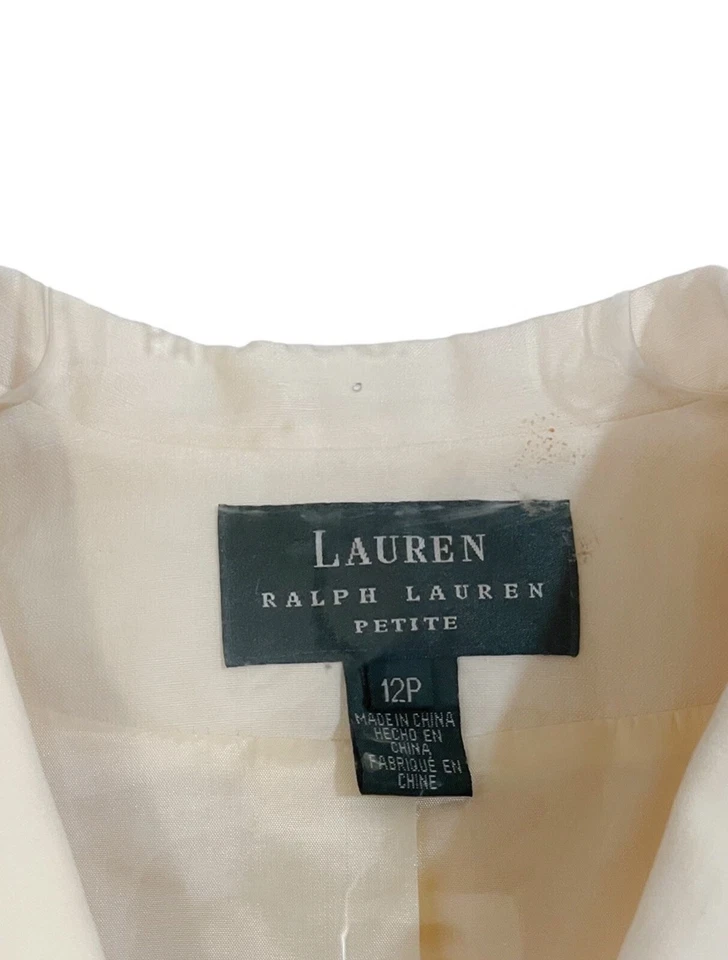 LAUREN
RALPH LAUREN
PETITE
12P
MADE IN CHINA
HECHO EN
CHINA
FABRIQUÉ EN
CHINE